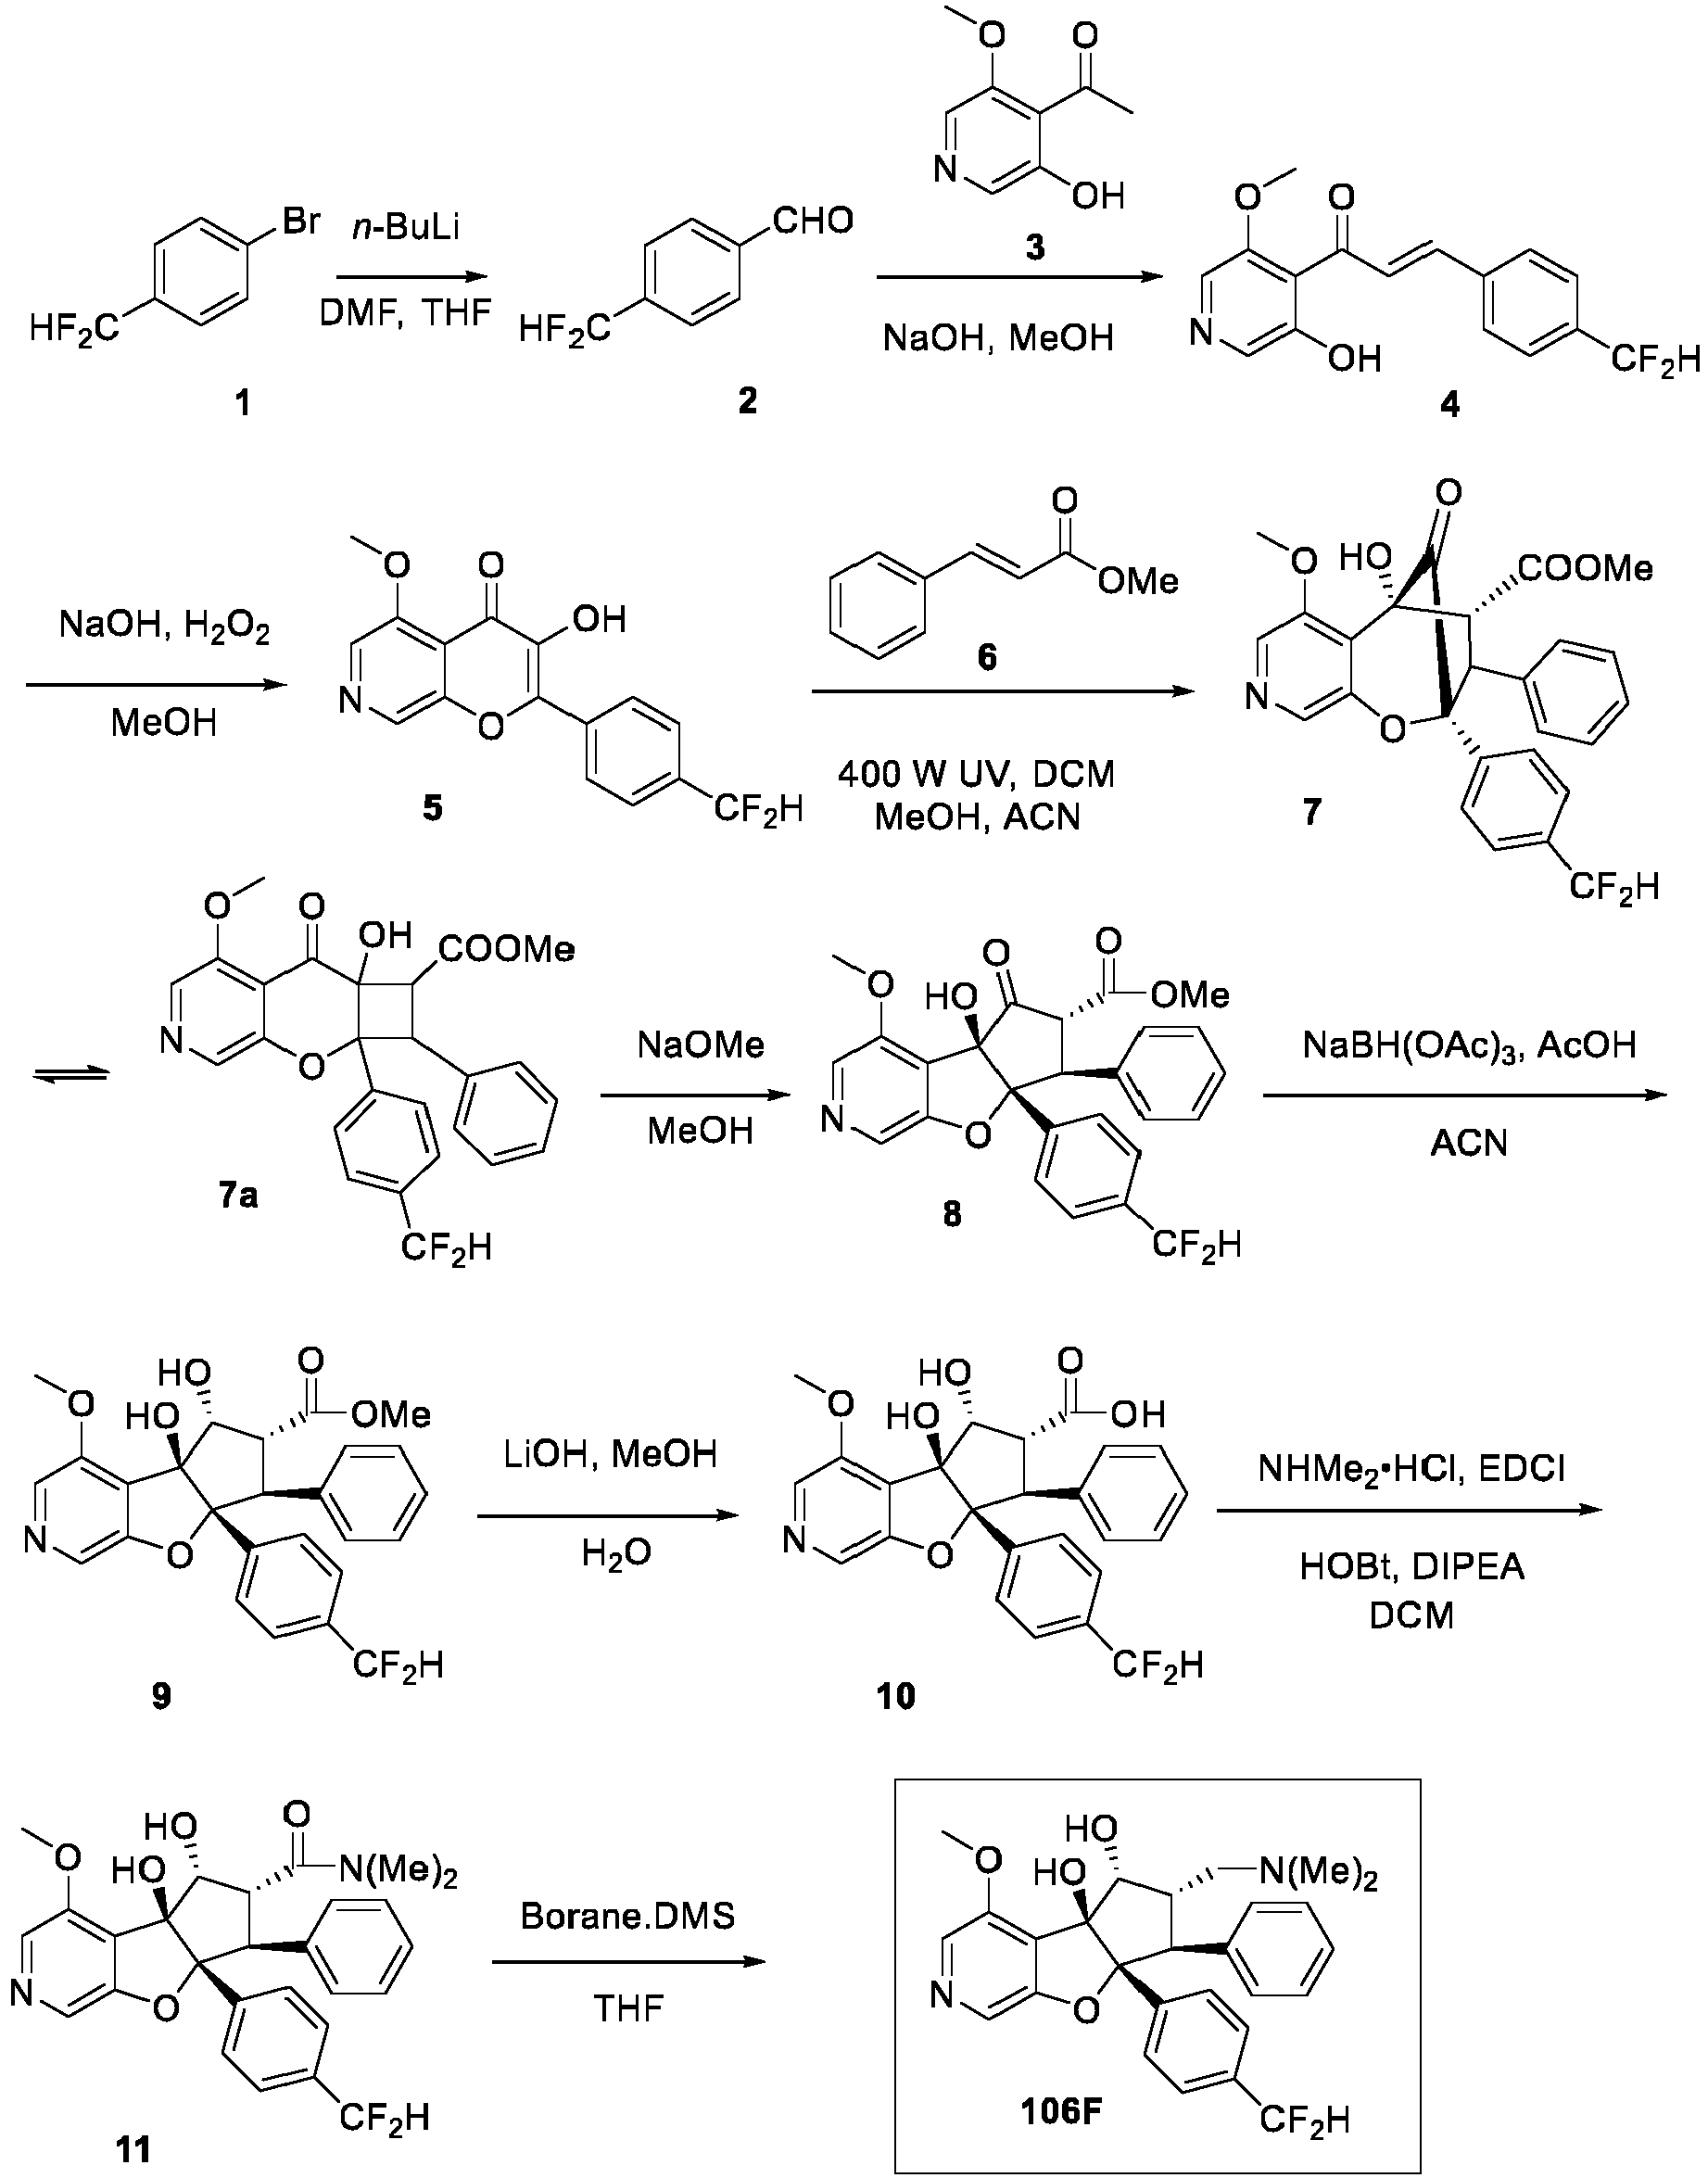 O
O
Br
n-BuLi
CHO
N
OH
O
O
HF₂C
DMF, THF
HF₂C
3
NaOH, MeOH
N
OH
CF₂H
1
2
4
O
O
O
O
HO
COOMe
NaOH, H₂O₂
OH
OMe
O
MeOH
N
O
6
N
O
5
CF₂H
400 W UV, DCM
MeOH, ACN
7
CF₂H
O
O
OH
COOMe
O
O
O
HO
OMe
N
O
NaOMe
MeOH
N
O
NaBH(OAc)₃, AcOH
ACN
7a
CF₂H
8
CF₂H
HO
O
O
HO
OMe
HO
O
O
HO
OH
N
O
LiOH, MeOH
H₂O
N
O
NHMe₂•HCl, EDCI
HOBt, DIPEA
DCM
9
CF₂H
10
CF₂H
HO
O
O
HO
N(Me)₂
HO
O
HO
N(Me)₂
N
O
Borane.DMS
THF
N
O
11
CF₂H
106F
CF₂H